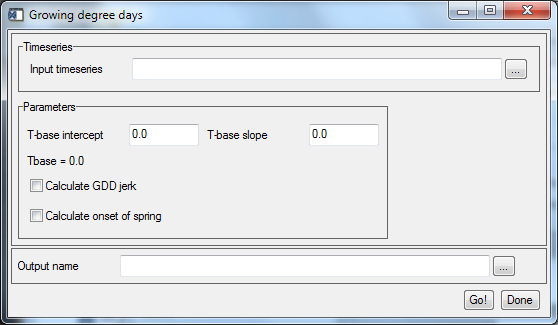 Growing degree days
Timeseries
Input timeseries ...
Parameters
T-base intercept 0.0 T-base slope 0.0
Tbase = 0.0
Calculate GDD jerk
Calculate onset of spring
Output name ...
Go! Done